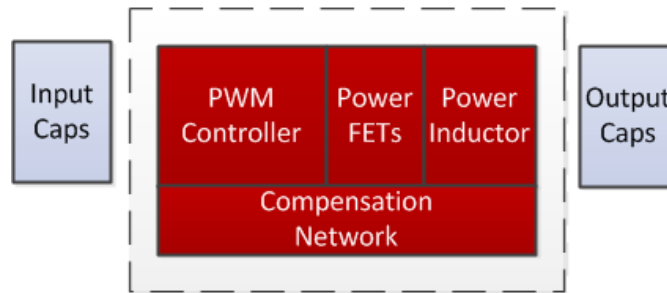 Input
Caps
PWM
Controller
Power
FETs
Power
Inductor
Output
Caps
Compensation
Network